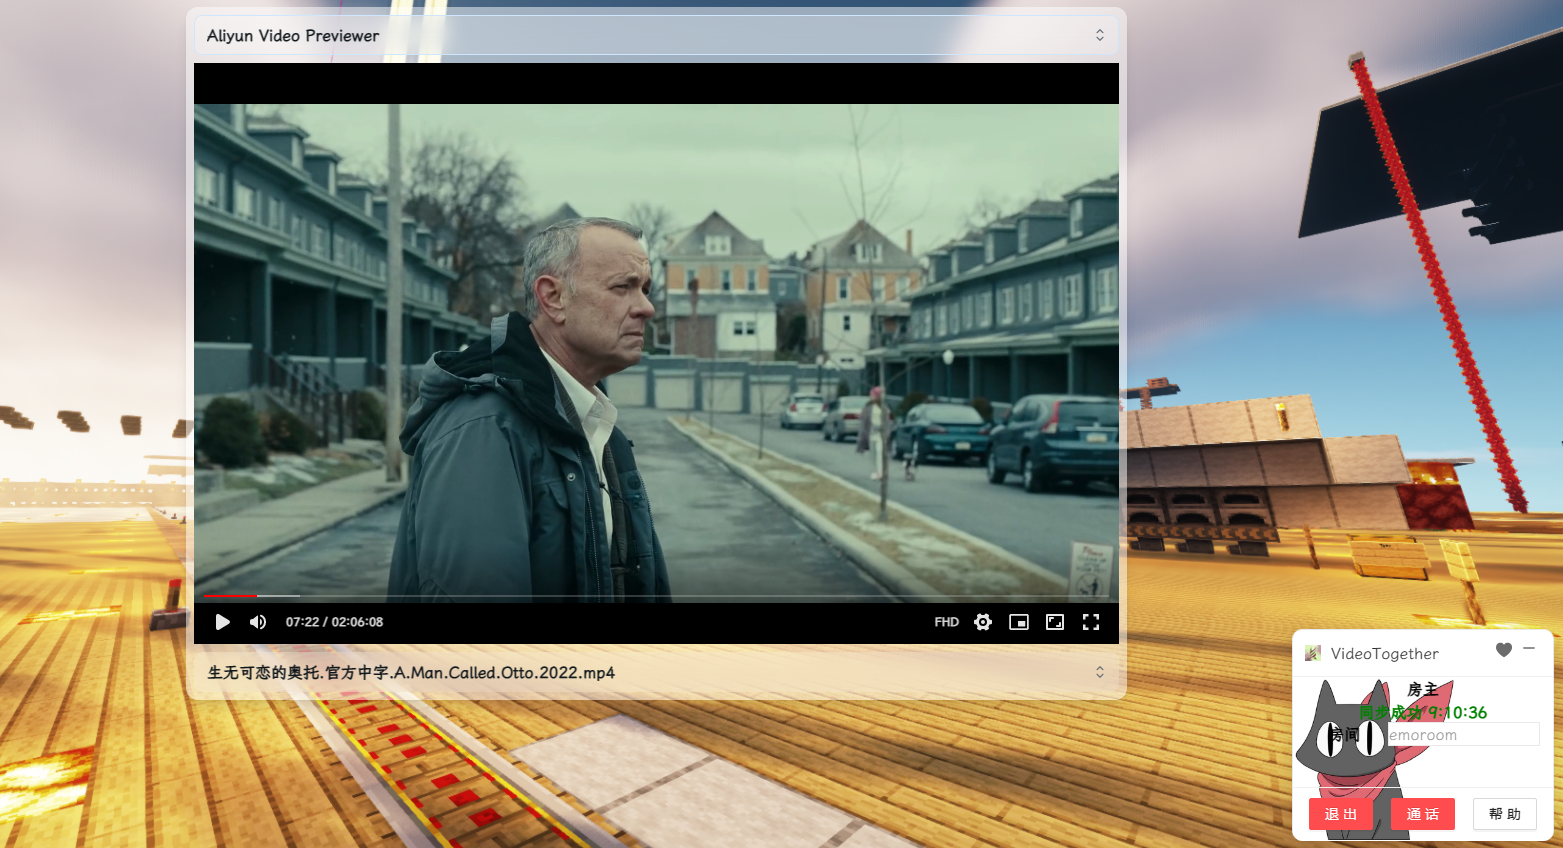 Aliyun Video Previewer
07:22 / 02:06:08
FHD
生无可恋的奥托.官方中字.A.Man.Called.Otto.2022.mp4
VideoTogether
房主
同步成功 9:10:36
房间
emoroom
退出
通话
帮助